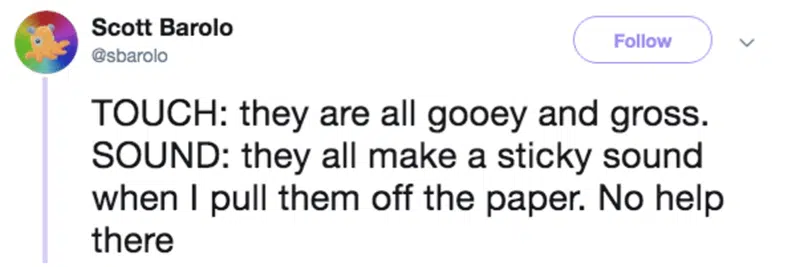 Scott Barolo
@sbarolo
Follow
TOUCH: they are all gooey and gross.
SOUND: they all make a sticky sound
when I pull them off the paper. No help
there